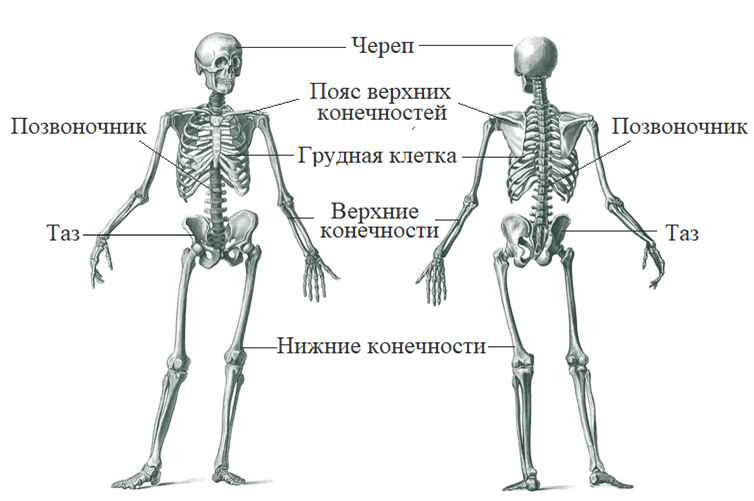 Череп
Пояс верхних
конечностей
Позвоночник
Позвоночник
Грудная клетка
Верхние
конечности
Таз
Таз
Нижние конечности